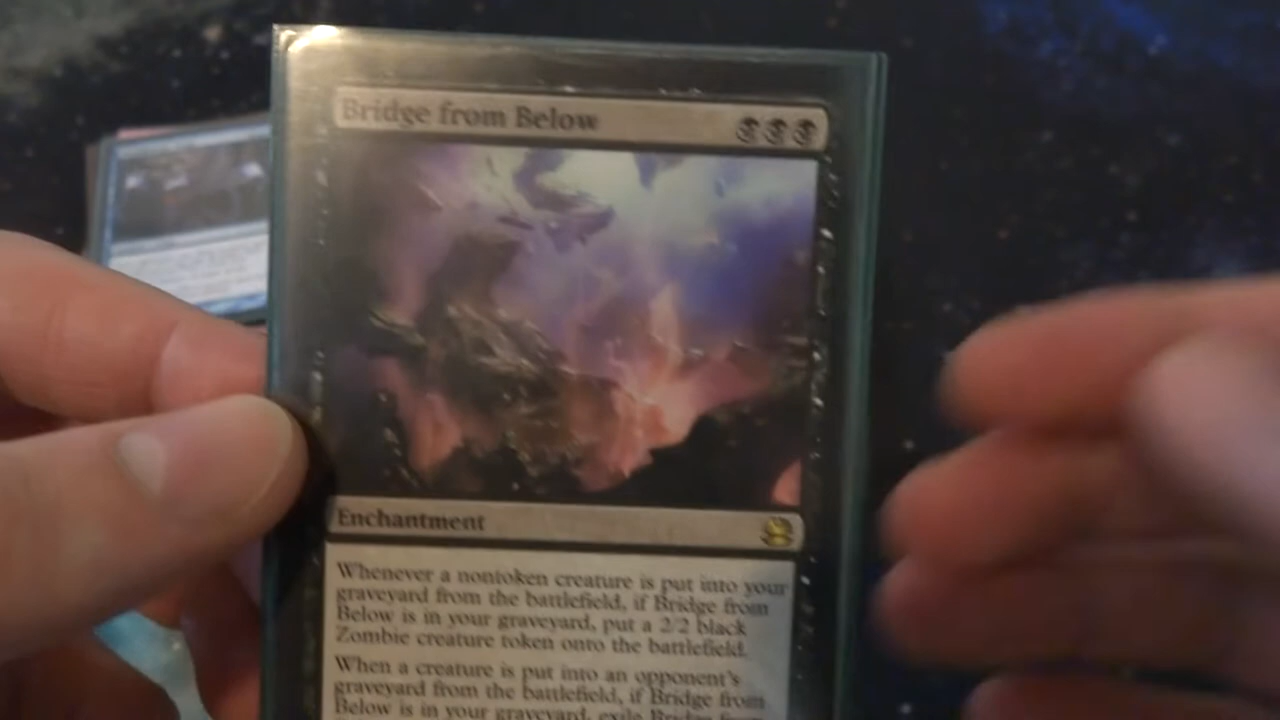 Bridge from Below
Enchantment
Whenever a nontoken creature is put into your
graveyard from the battlefield, if Bridge from
Below is in your graveyard, put a 2/2 black
Zombie creature token onto the battlefield.
When a creature is put into an opponent's
graveyard from the battlefield, if Bridge from
Below is in your graveyard, exile Bridge from